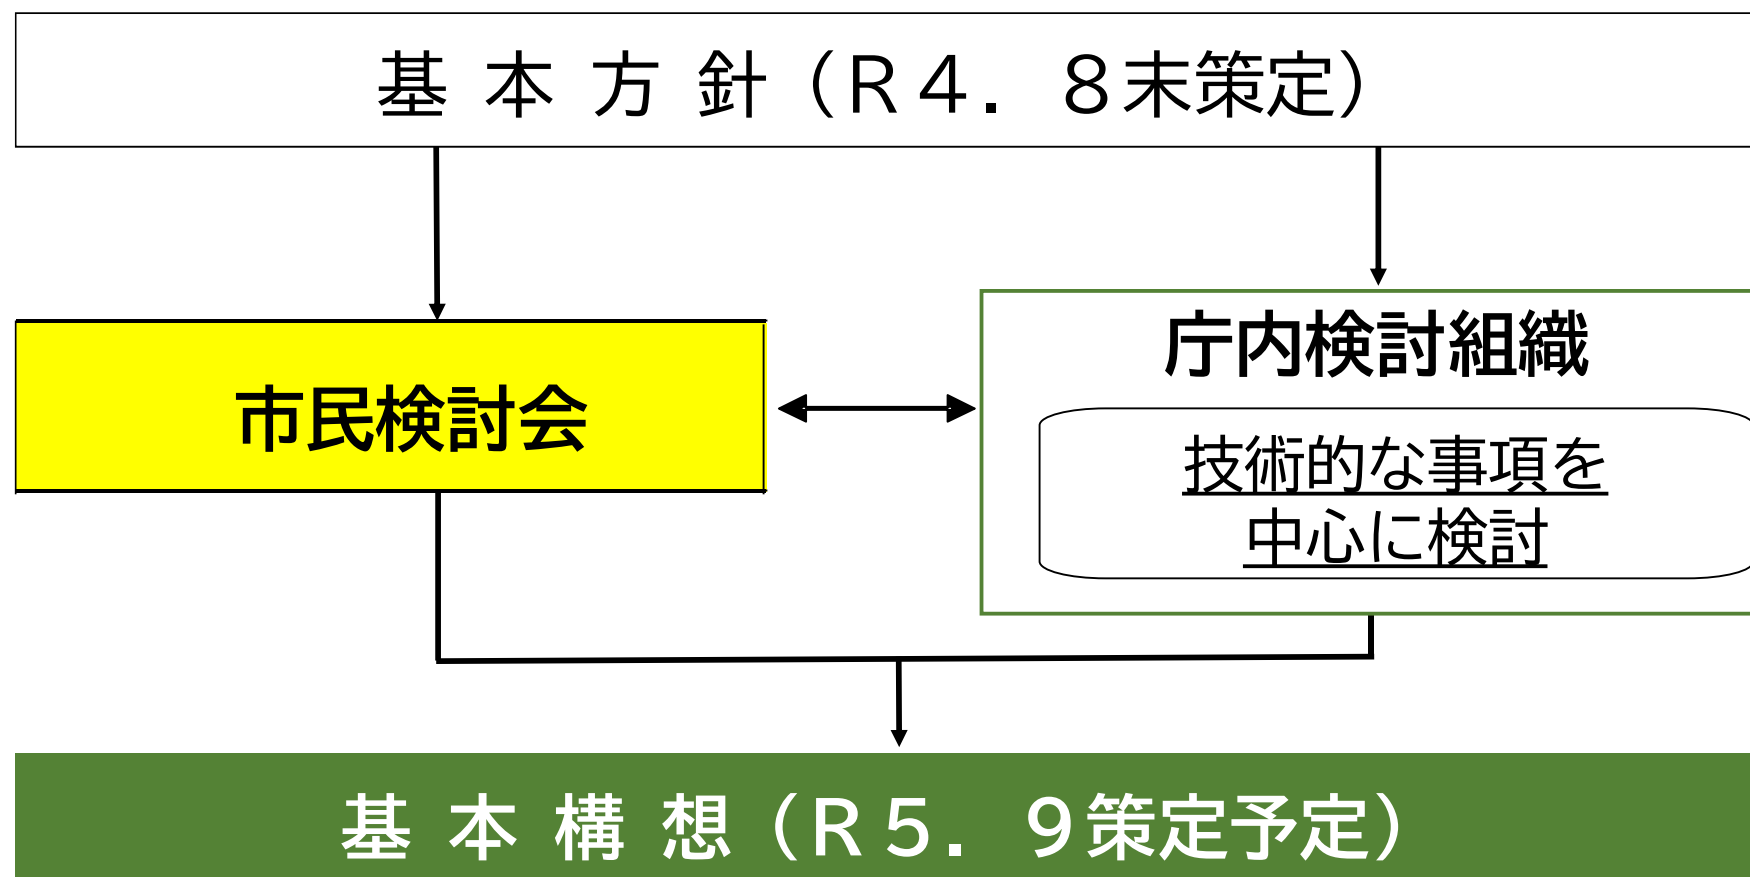 基 本 方 針（Ｒ４．８末策定）
市民検討会
庁内検討組織
技術的な事項を
中心に検討
基 本 構 想（Ｒ５．９策定予定）